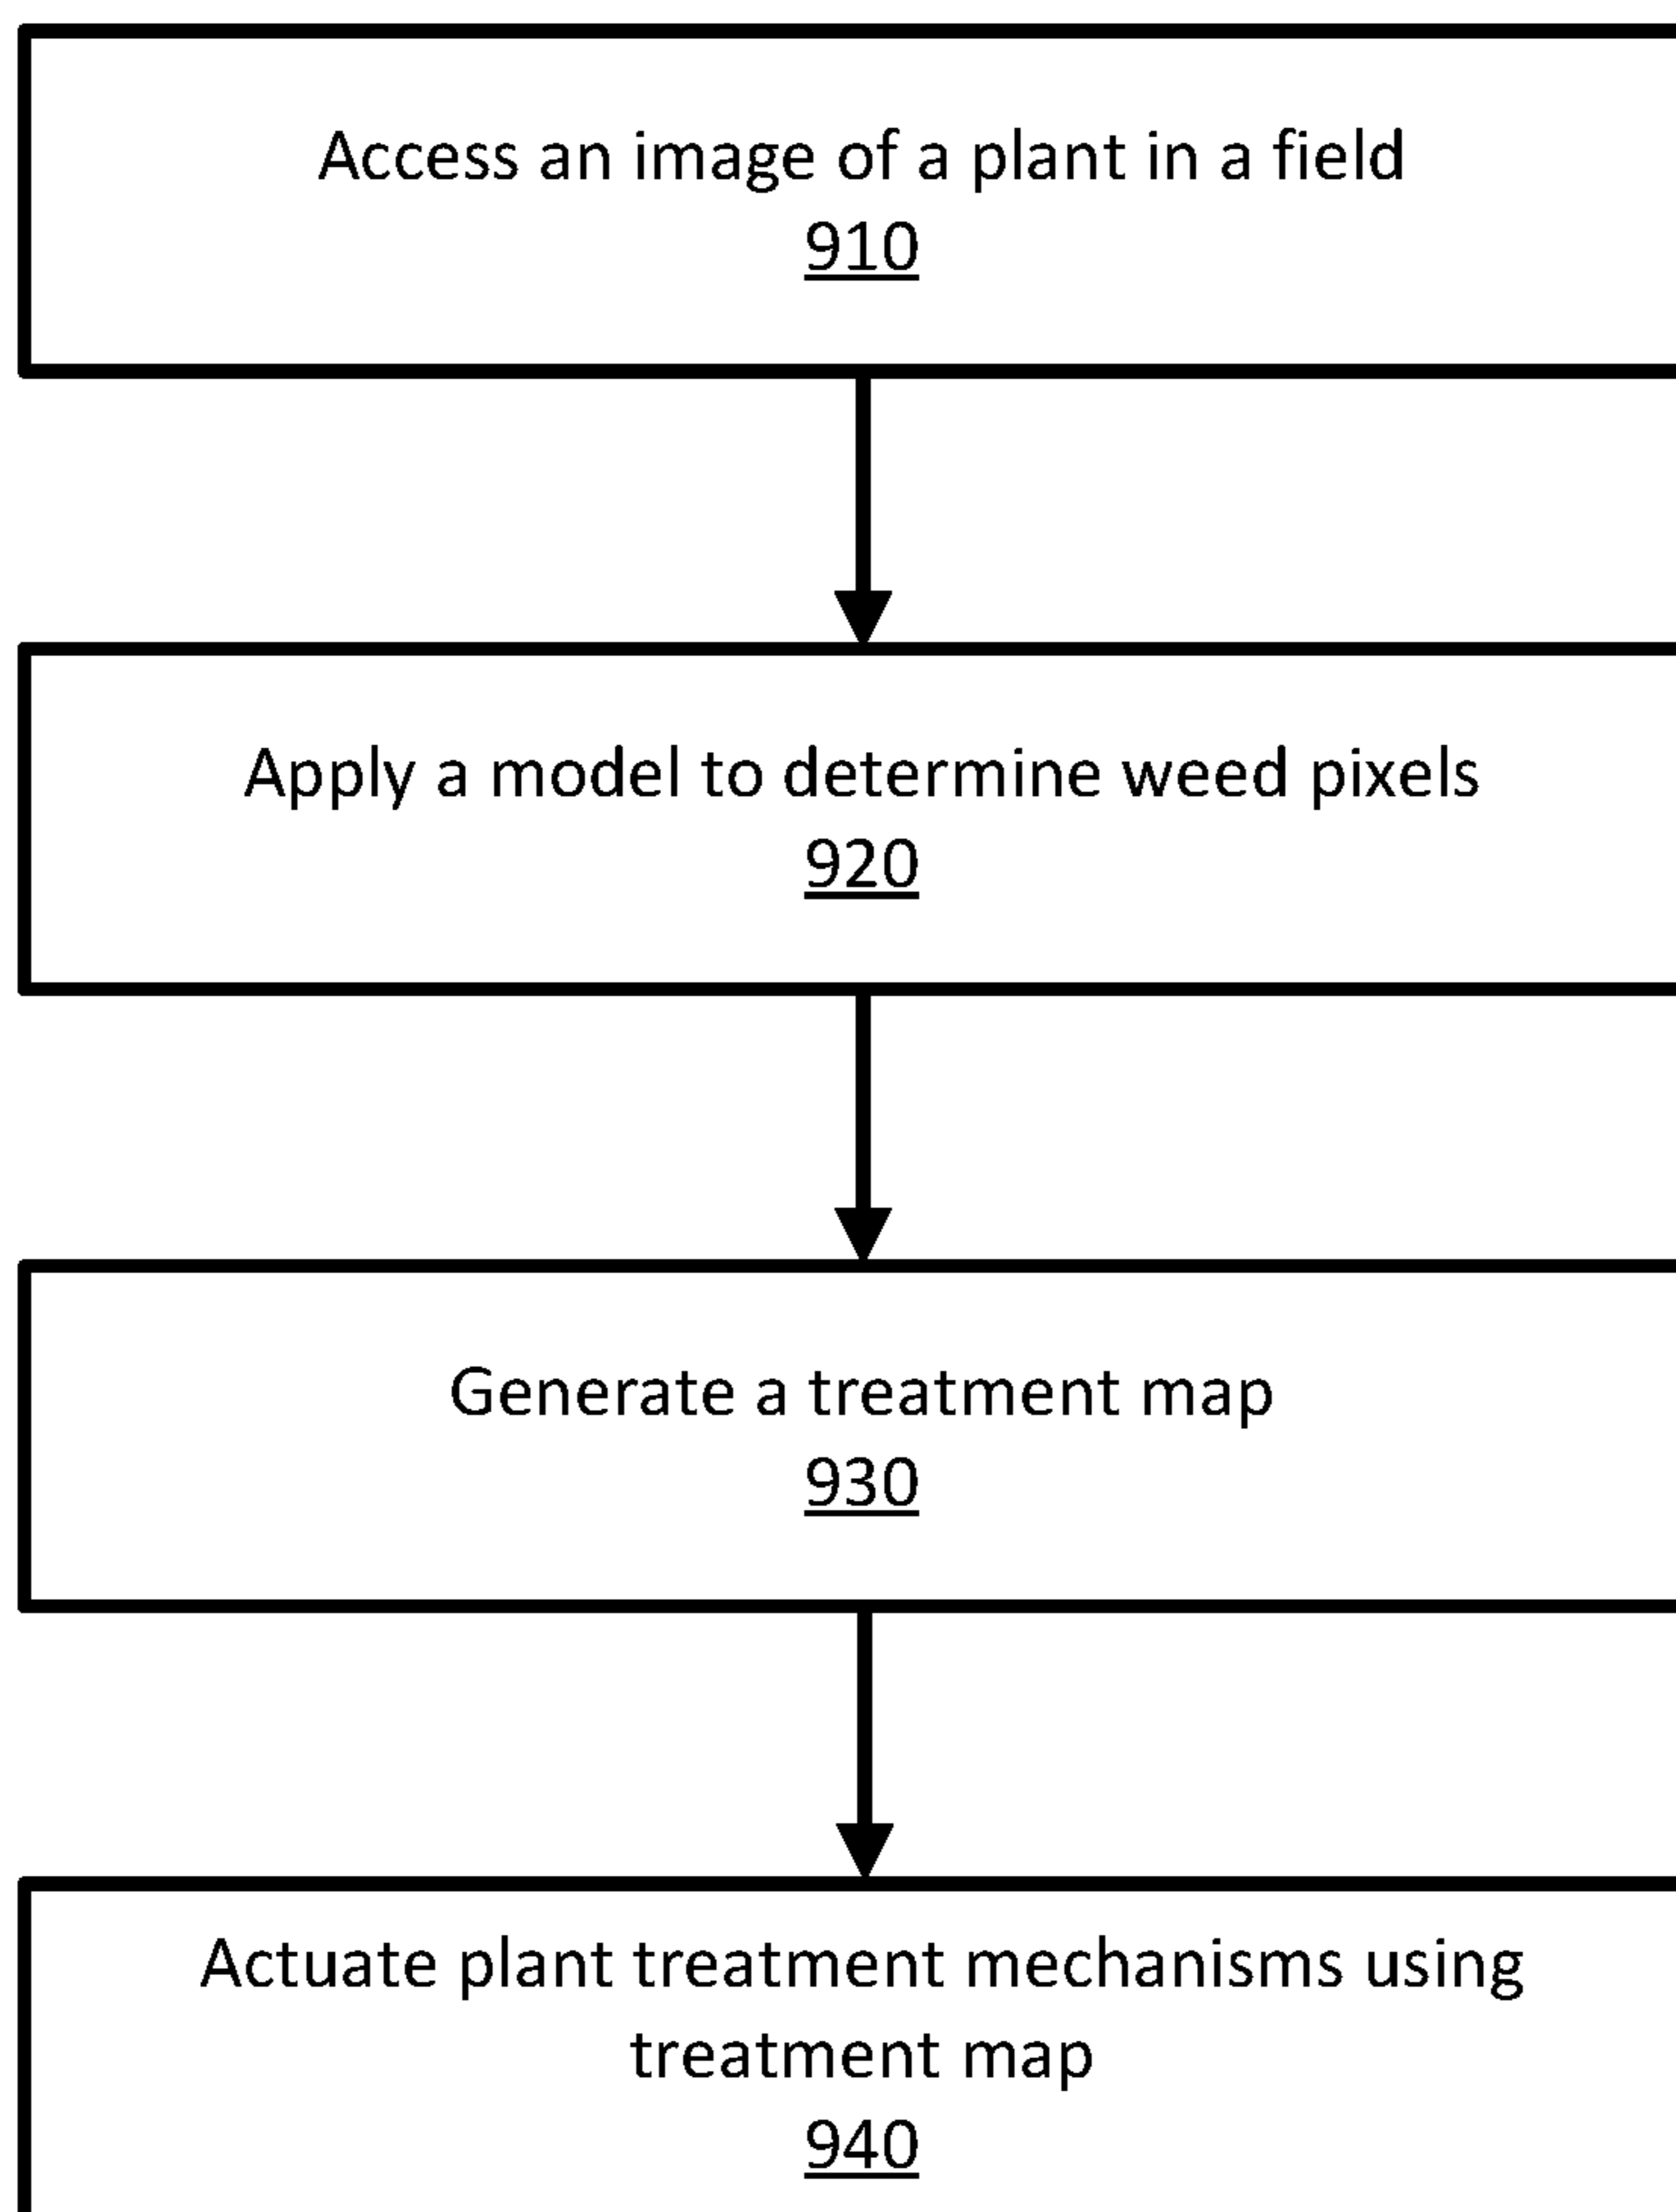 Access an image of a plant in a field
910
Apply a model to determine weed pixels
920
Generate a treatment map
930
Actuate plant treatment mechanisms using
treatment map
940